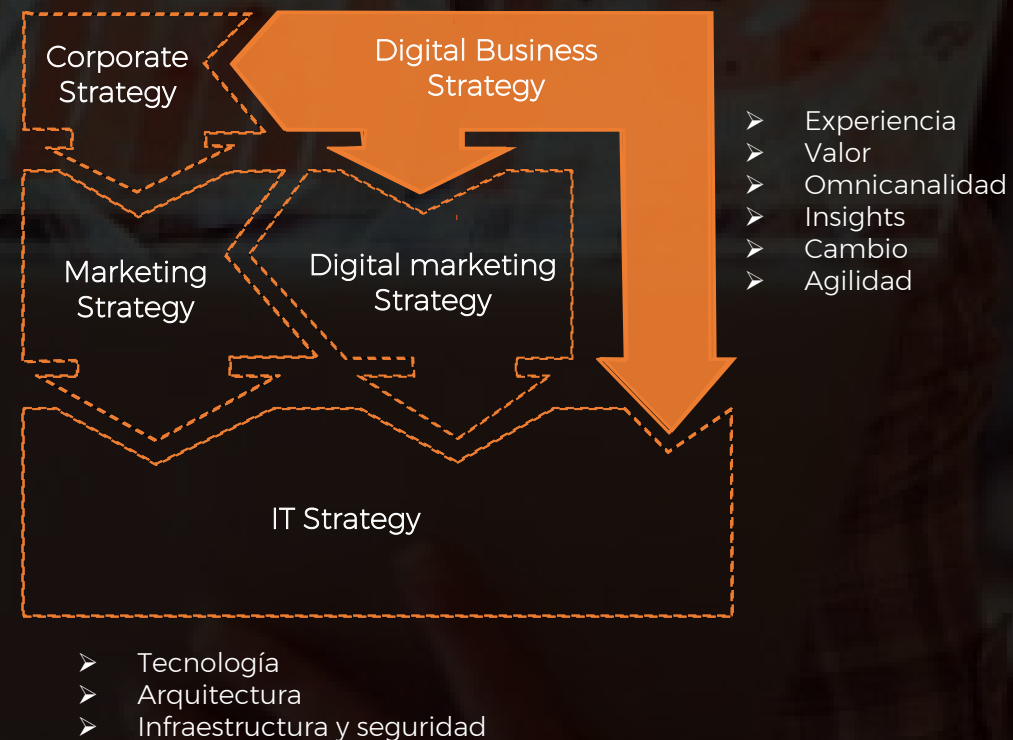 Corporate
Strategy
Digital Business
Strategy
➢ Experiencia
➢ Valor
➢ Omnicanalidad
➢ Insights
➢ Cambio
➢ Agilidad
Marketing
Strategy
Digital marketing
Strategy
IT Strategy
➢ Tecnología
➢ Arquitectura
➢ Infraestructura y seguridad